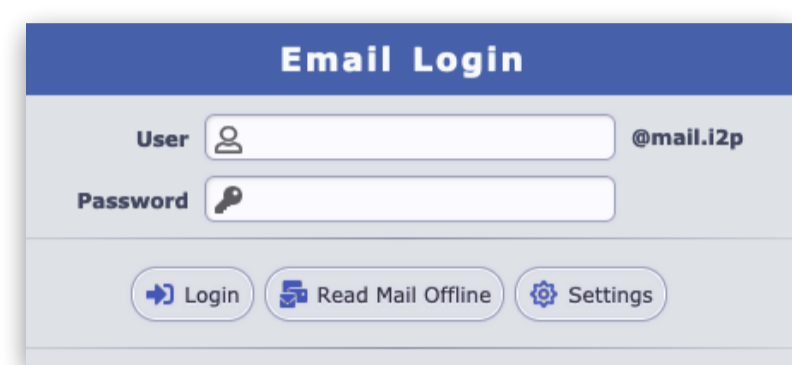 Email Login
User @mail.i2p
Password
Login Read Mail Offline Settings